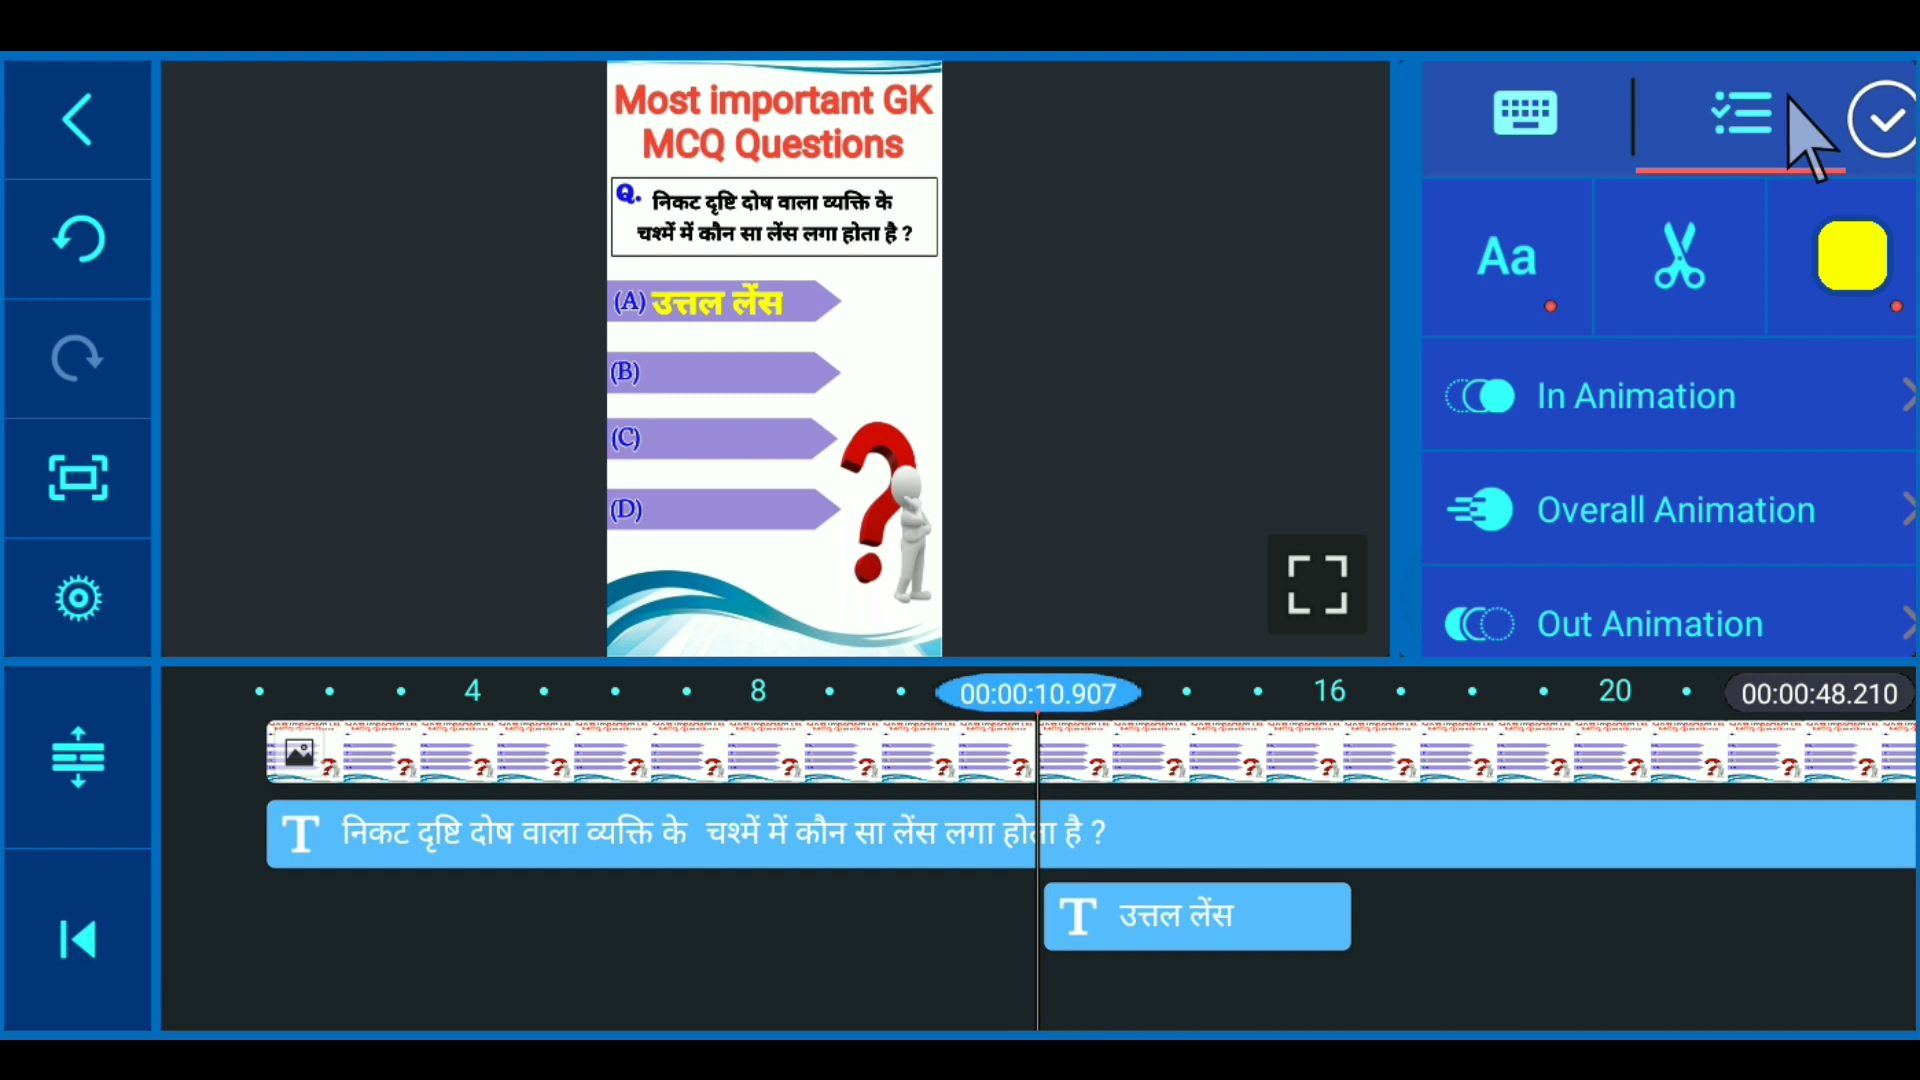 Most important GK
MCQ Questions
Q. निकट दृष्टि दोष वाला व्यक्ति के
चश्में में कौन सा लेंस लगा होता है ?
(A) उत्तल लेंस
(B)
(C)
(D)
Aa
In Animation
Overall Animation
Out Animation
4
8
00:00:10.907
16
20
00:00:48.210
T निकट दृष्टि दोष वाला व्यक्ति के चश्में में कौन सा लेंस लगा होता है ?
T उत्तल लेंस